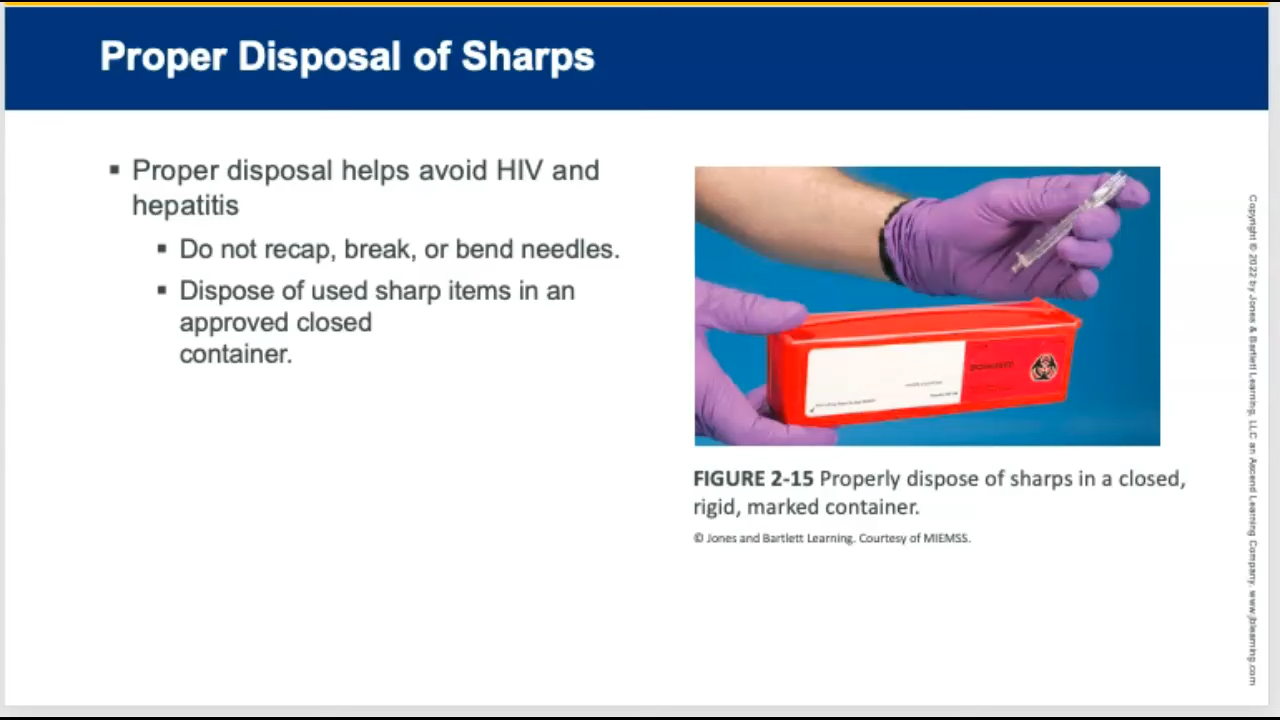 Proper Disposal of Sharps
▪ Proper disposal helps avoid HIV and
hepatitis
▪ Do not recap, break, or bend needles.
▪ Dispose of used sharp items in an
approved closed
container.
FIGURE 2-15 Properly dispose of sharps in a closed,
rigid, marked container.
© Jones and Bartlett Learning. Courtesy of MIEMSS.
Copyright © 2022 by Jones & Bartlett Learning, LLC an Ascend Learning Company. www.jblearning.com